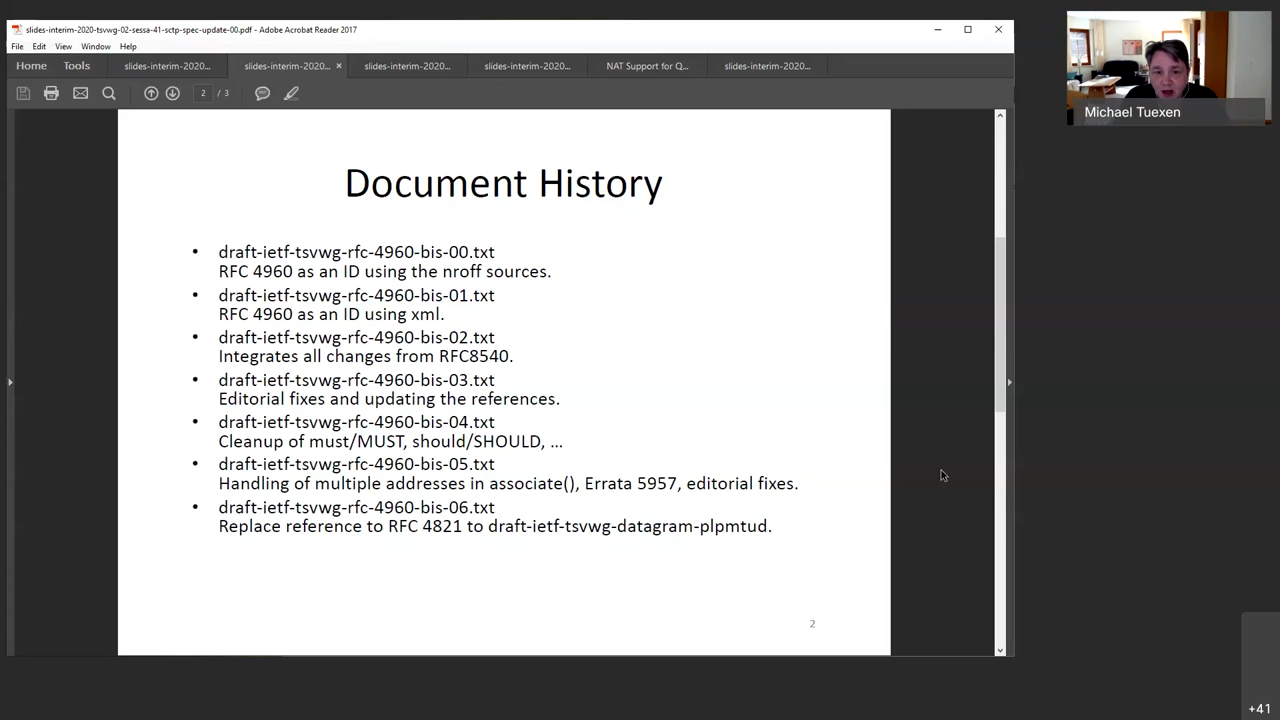 slides-interim-2020-tsvwg-02-sessa-41-sctp-spec-update-00.pdf - Adobe Acrobat Reader 2017
File Edit View Window Help
Home Tools slides-interim-2020... slides-interim-2020... × slides-interim-2020... slides-interim-2020... NAT Support for Q... slides-interim-2020...
2 / 3
Michael Tuexen
Document History
• draft-ietf-tsvwg-rfc-4960-bis-00.txt
RFC 4960 as an ID using the nroff sources.
• draft-ietf-tsvwg-rfc-4960-bis-01.txt
RFC 4960 as an ID using xml.
• draft-ietf-tsvwg-rfc-4960-bis-02.txt
Integrates all changes from RFC8540.
• draft-ietf-tsvwg-rfc-4960-bis-03.txt
Editorial fixes and updating the references.
• draft-ietf-tsvwg-rfc-4960-bis-04.txt
Cleanup of must/MUST, should/SHOULD, ...
• draft-ietf-tsvwg-rfc-4960-bis-05.txt
Handling of multiple addresses in associate(), Errata 5957, editorial fixes.
• draft-ietf-tsvwg-rfc-4960-bis-06.txt
Replace reference to RFC 4821 to draft-ietf-tsvwg-datagram-plpmtud.
2
+41